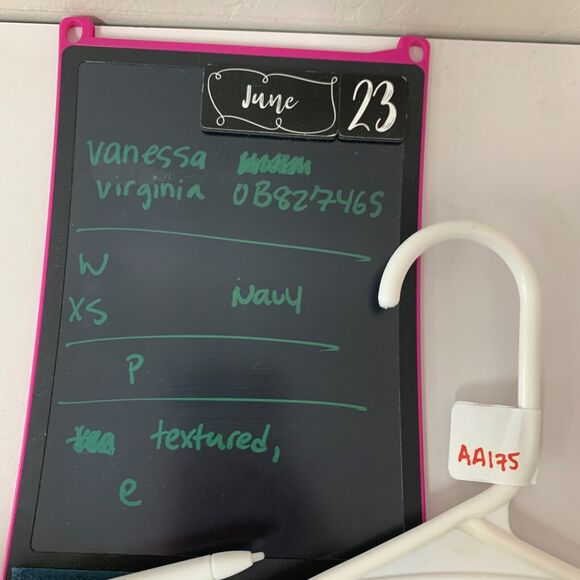 June 23
vanessa
virginia 0B827465
W
XS Navy
P
textured,
e
AA175